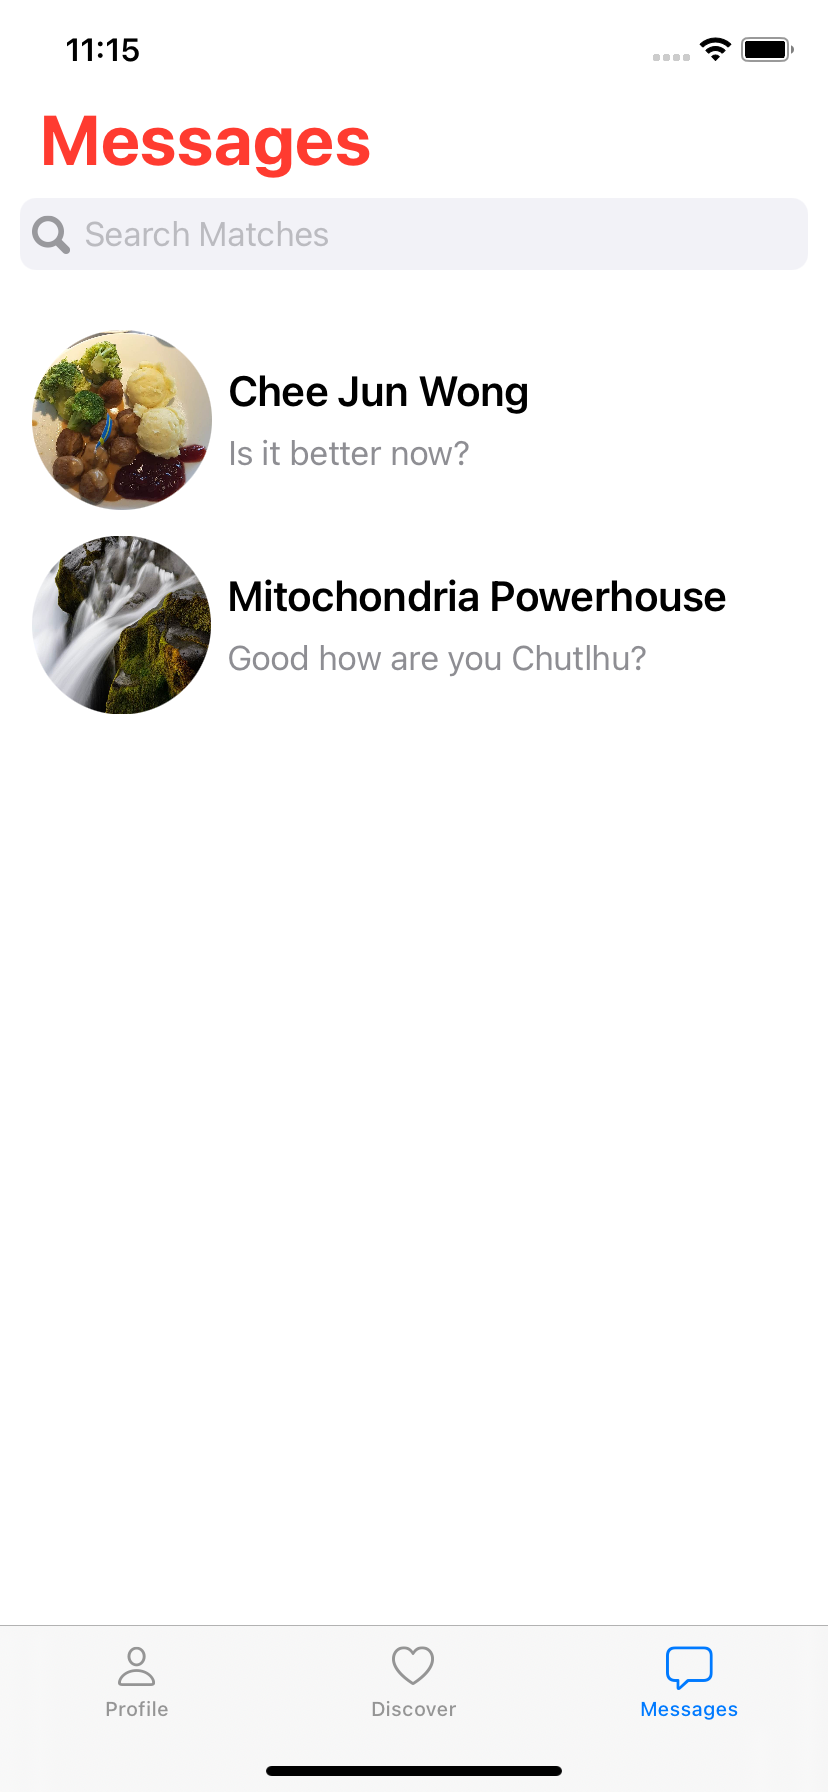 11:15
Messages
Search Matches
Chee Jun Wong
Is it better now?
Mitochondria Powerhouse
Good how are you Chutlhu?
Profile
Discover
Messages